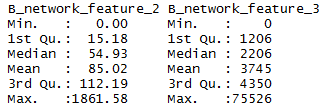 B_network_feature_2 B_network_feature_3
Min.   :   0.00     Min.   :    0
1st Qu.:  15.18     1st Qu.: 1206
Median :  54.93     Median : 2206
Mean   :  85.02     Mean   : 3745
3rd Qu.: 112.19     3rd Qu.: 4350
Max.   :1861.58     Max.   :75526